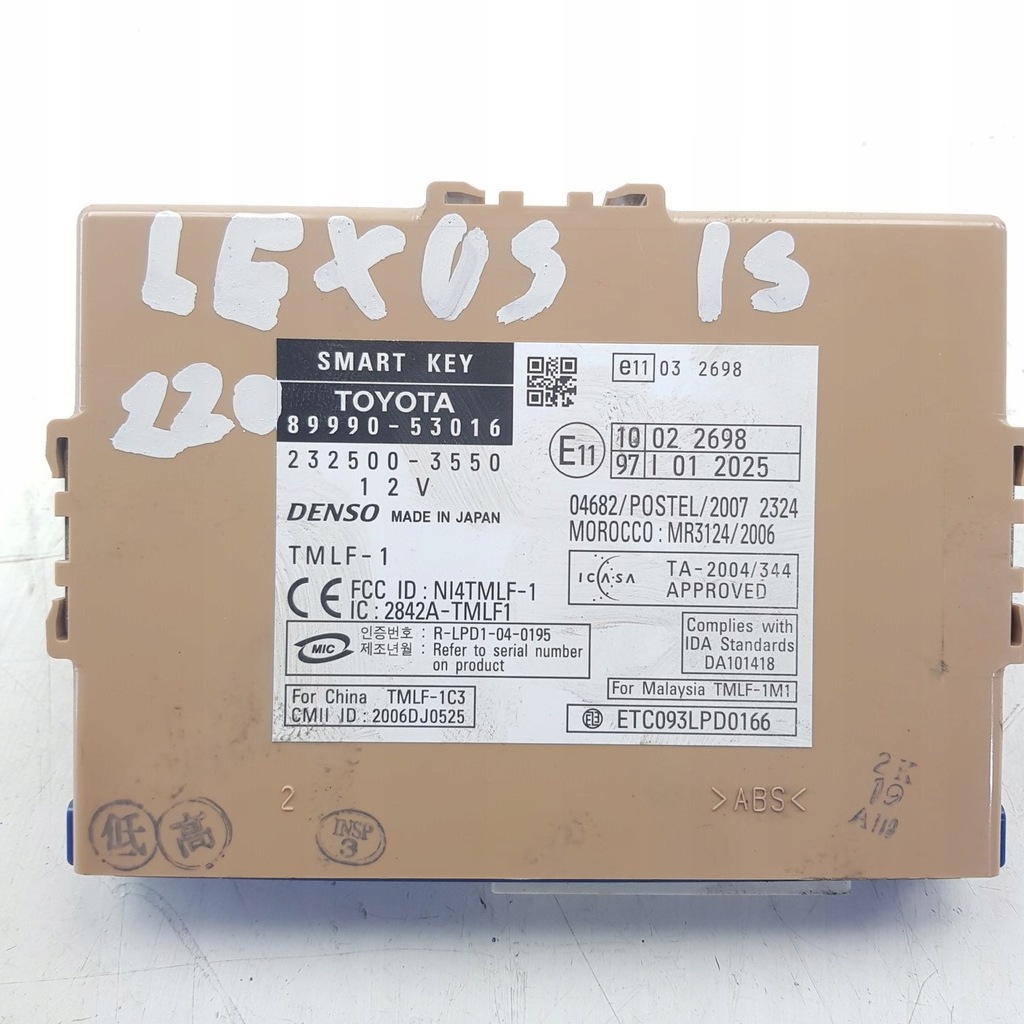 LEXUS IS
220
SMART KEY
TOYOTA
89990-53016
232500-3550
12V
DENSO MADE IN JAPAN
TMLF-1
CE FCC ID : NI4TMLF-1
IC : 2842A-TMLF1
MIC 인증번호 : R-LPD1-04-0195
제조년월 : Refer to serial number
on product
For China TMLF-1C3
CMII ID : 2006DJ0525
e11 03 2698
E11
10 02 2698
97 I 01 2025
04682/POSTEL/2007 2324
MOROCCO : MR3124/2006
ICASA TA-2004/344
APPROVED
Complies with
IDA Standards
DA101418
For Malaysia TMLF-1M1
ETC093LPD0166
2
>ABS<
低 高
INSP
3
2K
19